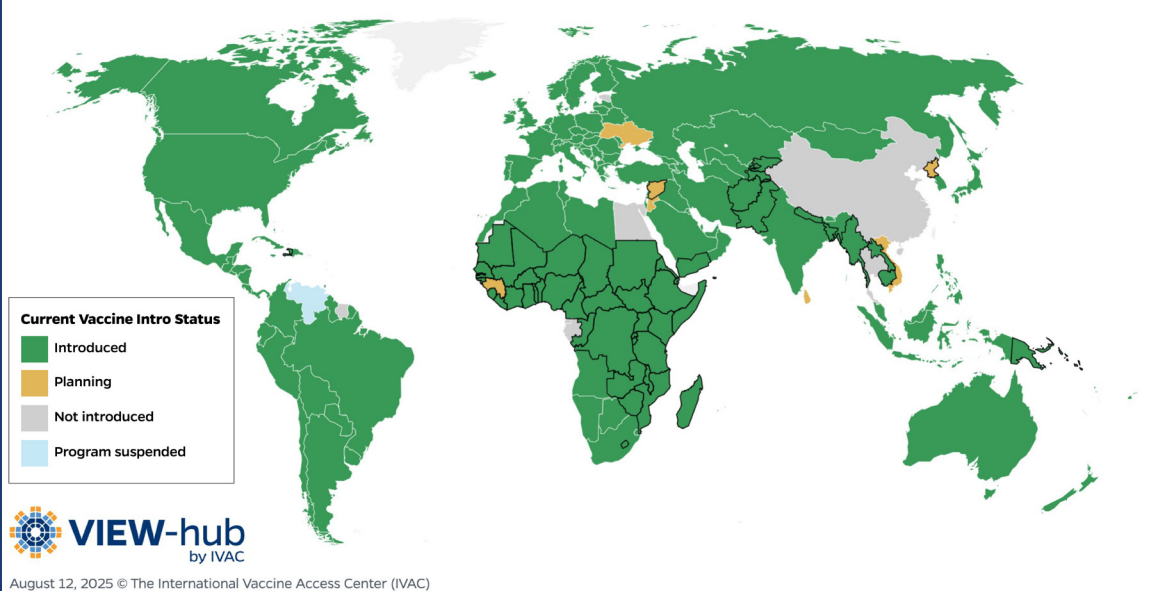 Current Vaccine Intro Status
Introduced
Planning
Not introduced
Program suspended
VIEW-hub
by IVAC
August 12, 2025 © The International Vaccine Access Center (IVAC)